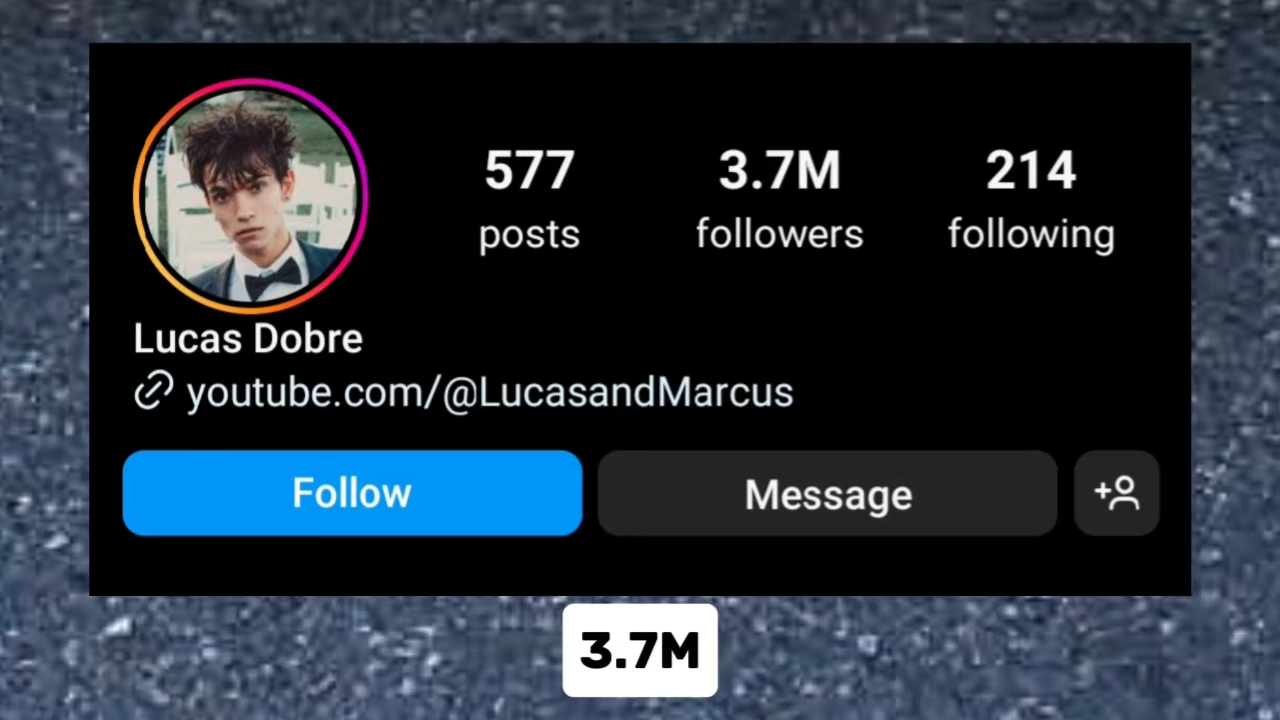 577 3.7M 214
posts followers following
Lucas Dobre
youtube.com/@LucasandMarcus
Follow Message
3.7M